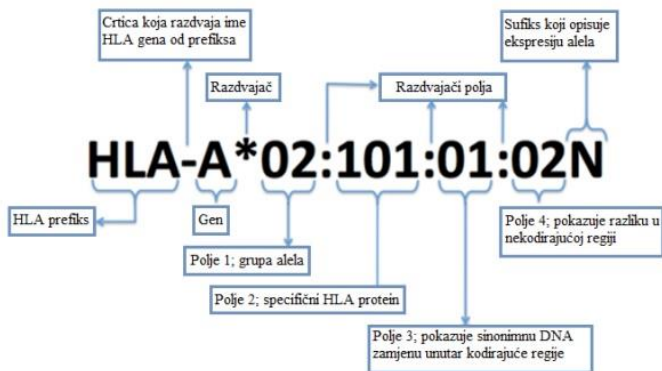 Crtica koja razdvaja ime
HLA gena od prefiksa
Sufiks koji opisuje
ekspresiju alela
Razdvajač
Razdvajači polja
HLA-A*02:101:01:02N
HLA prefiks
Gen
Polje 4; pokazuje razliku u
nekodirajućoj regiji
Polje 1; grupa alela
Polje 2; specifični HLA protein
Polje 3; pokazuje sinonimnu DNA
zamjenu unutar kodirajuće regije